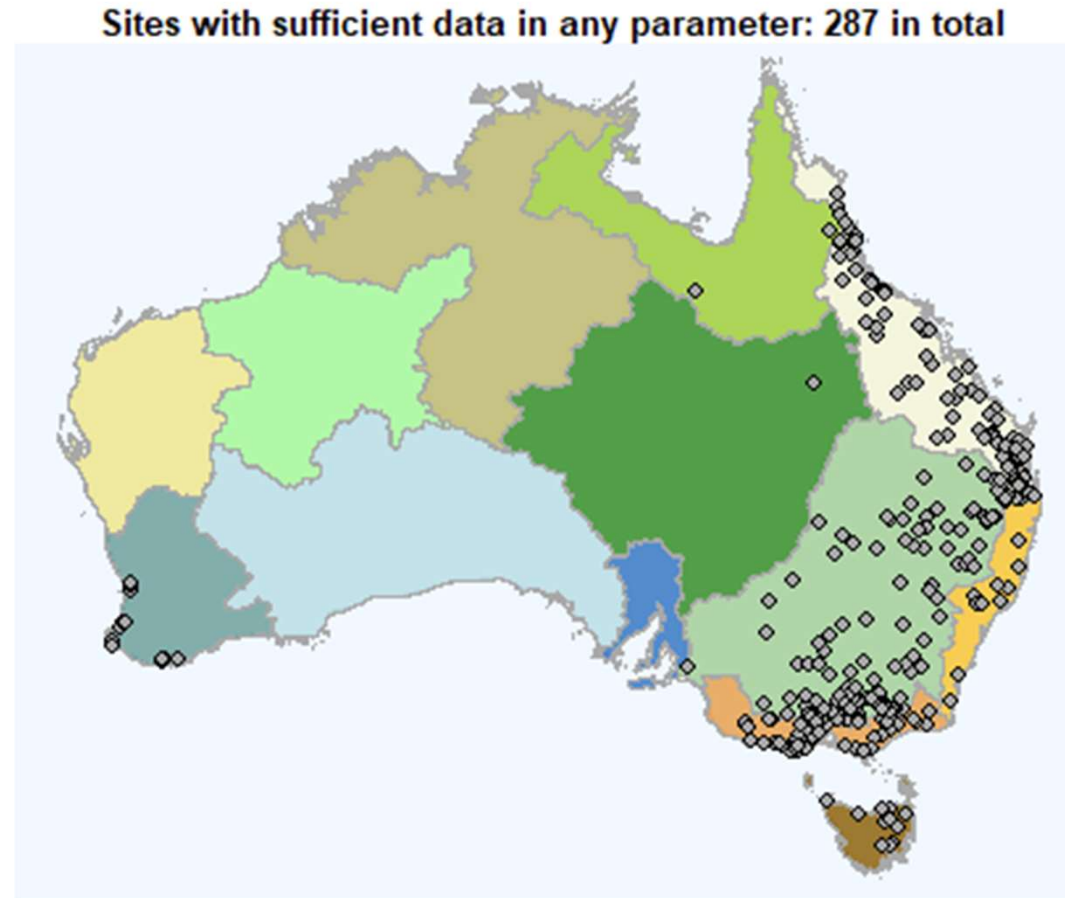 Sites with sufficient data in any parameter: 287 in total